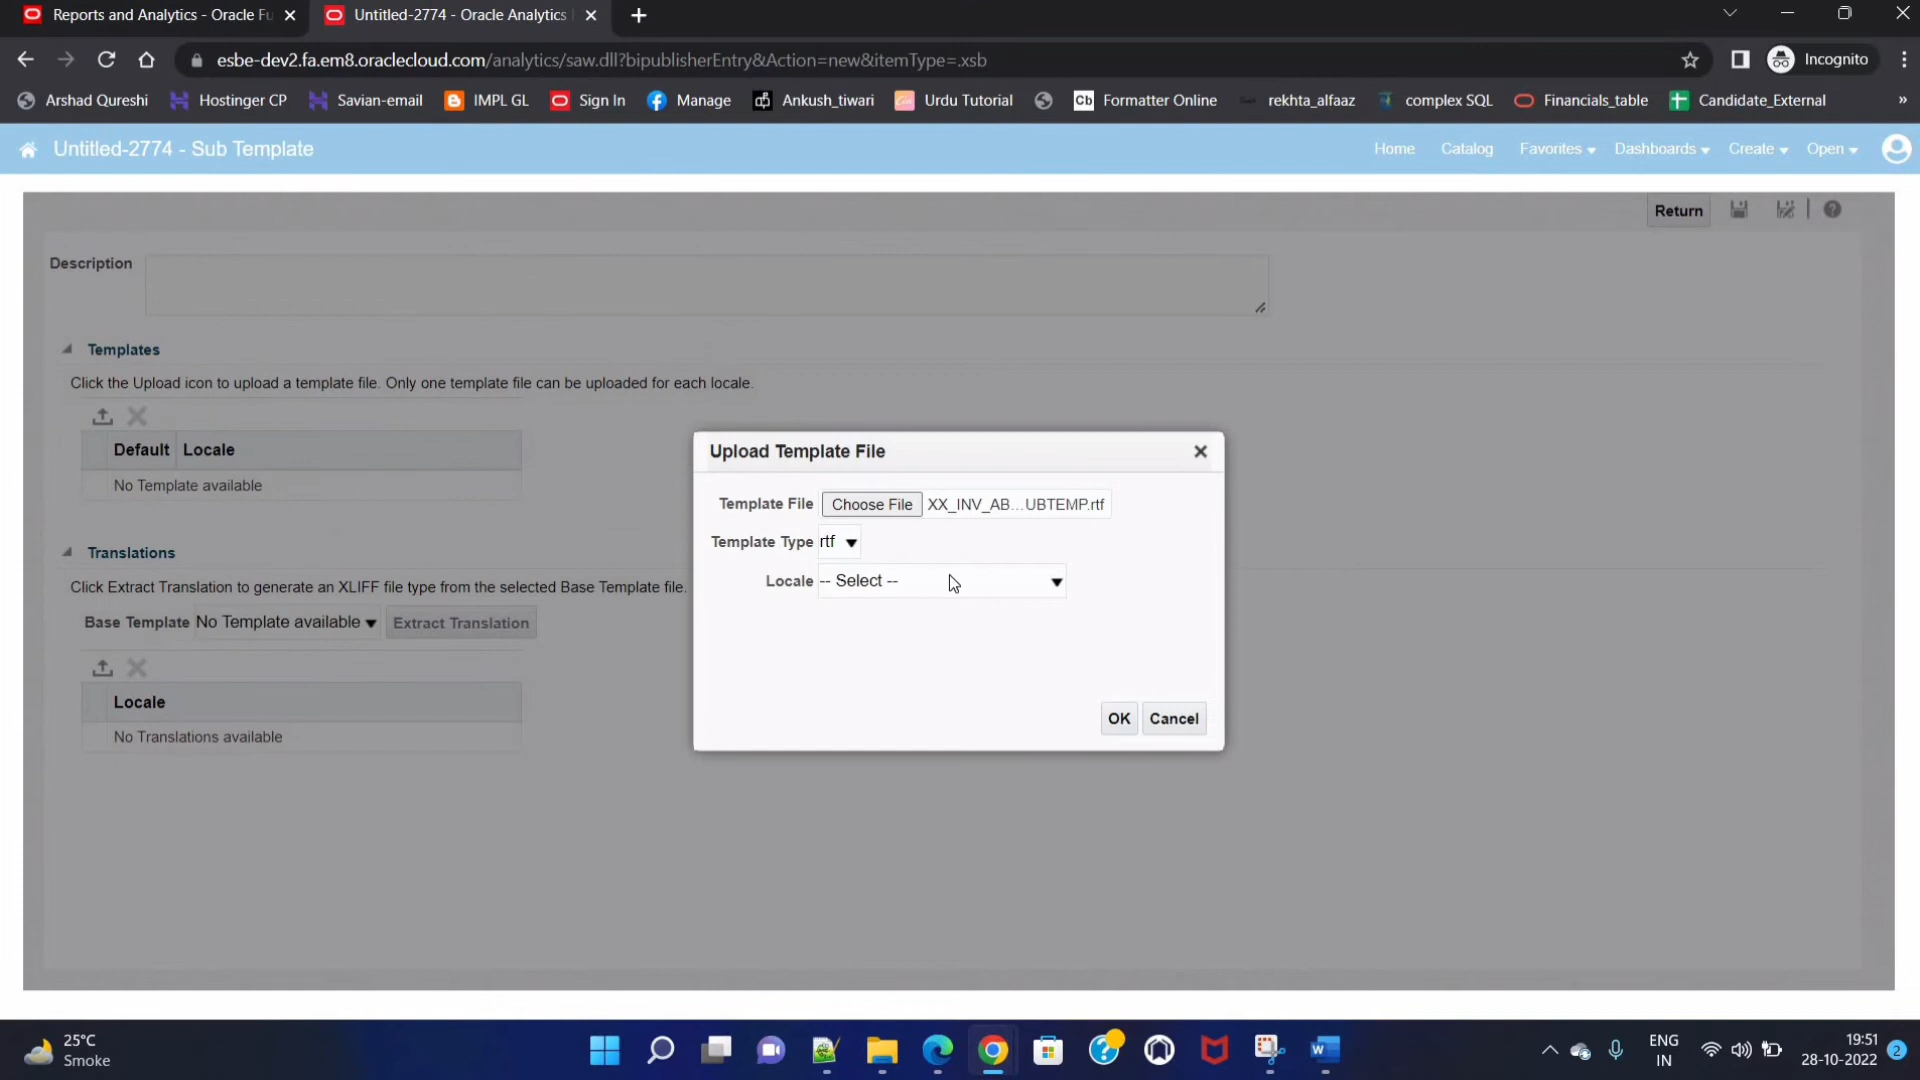 Reports and Analytics - Oracle Fu
Untitled-2774 - Oracle Analytics
esbe-dev2.fa.em8.oraclecloud.com/analytics/saw.dll?bipublisherEntry&Action=new&itemType=.xsb
Incognito
Arshad Qureshi
Hostinger CP
Savian-email
IMPL GL
Sign In
Manage
Ankush_tiwari
Urdu Tutorial
Cb Formatter Online
rekhta_alfaaz
complex SQL
Financials_table
Candidate_External
»
Untitled-2774 - Sub Template
Home
Catalog
Favorites
Dashboards
Create
Open
Return
Description
Templates
Click the Upload icon to upload a template file. Only one template file can be uploaded for each locale.
Default Locale
No Template available
Translations
Click Extract Translation to generate an XLIFF file type from the selected Base Template file.
Base Template No Template available Extract Translation
Locale
No Translations available
Upload Template File
Template File Choose File XX_INV_AB...UBTEMP.rtf
Template Type rtf
Locale -- Select --
OK Cancel
25°C
Smoke
ENG
IN
19:51
28-10-2022
2